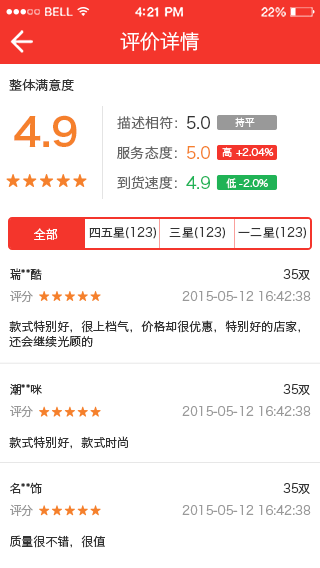 BELL 4:21 PM 22%
评价详情
整体满意度
4.9
描述相符： 5.0 持平
服务态度： 5.0 高 +2.04%
到货速度： 4.9 低 -2.0%
全部 四五星(123) 三星(123) 一二星(123)
瑞**酷 35双
评分 2015-05-12 16:42:38
款式特别好，很上档气，价格却很优惠，特别好的店家，
还会继续光顾的
潮**咪 35双
评分 2015-05-12 16:42:38
款式特别好，款式时尚
名**饰 35双
评分 2015-05-12 16:42:38
质量很不错，很值